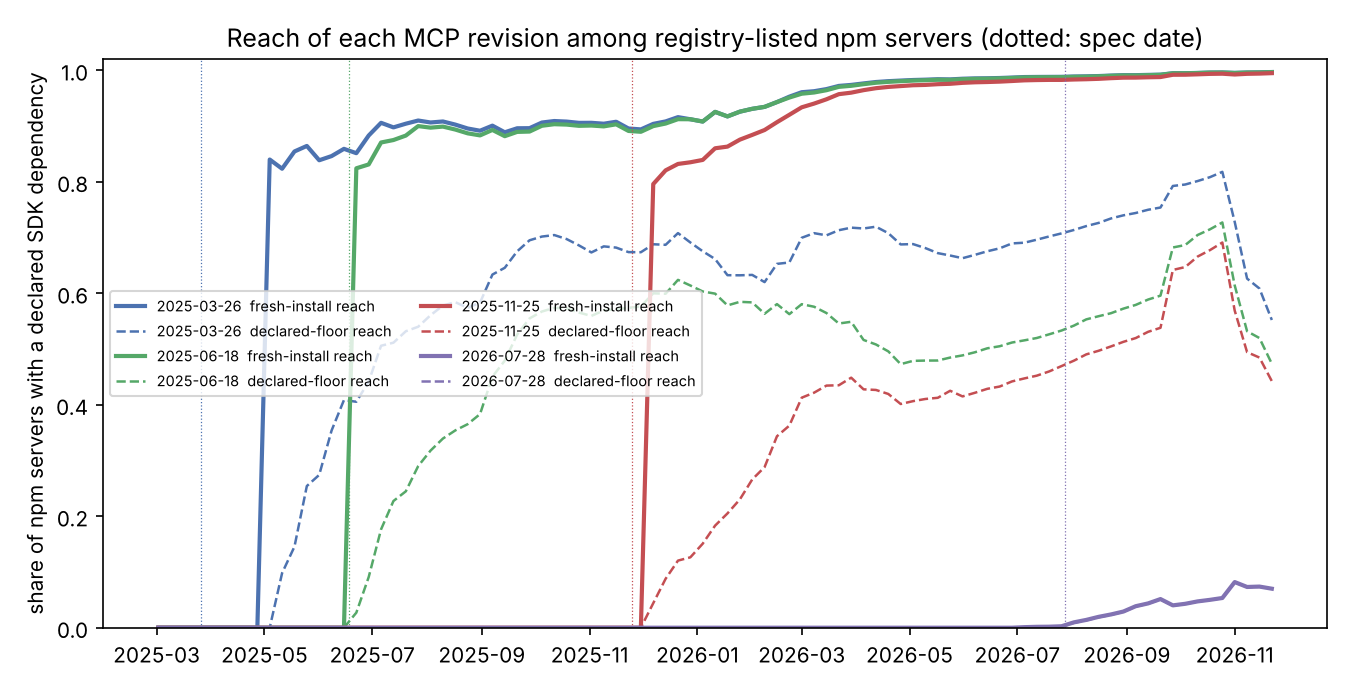 Reach of each MCP revision among registry-listed npm servers (dotted: spec date)
share of npm servers with a declared SDK dependency
1.0
0.8
0.6
0.4
0.2
0.0
2025-03-26 fresh-install reach
2025-03-26 declared-floor reach
2025-06-18 fresh-install reach
2025-06-18 declared-floor reach
2025-11-25 fresh-install reach
2025-11-25 declared-floor reach
2026-07-28 fresh-install reach
2026-07-28 declared-floor reach
2025-03 2025-05 2025-07 2025-09 2025-11 2026-01 2026-03 2026-05 2026-07 2026-09 2026-11